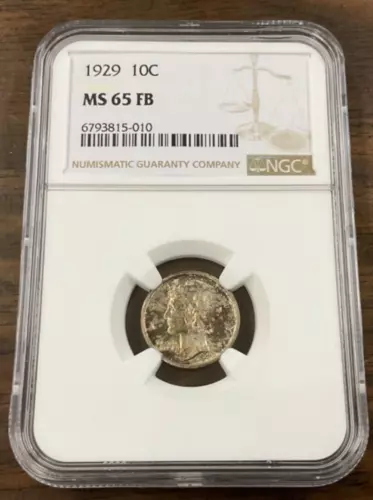 1929 10C
MS 65 FB
6793815-010
NUMISMATIC GUARANTY COMPANY NGC®